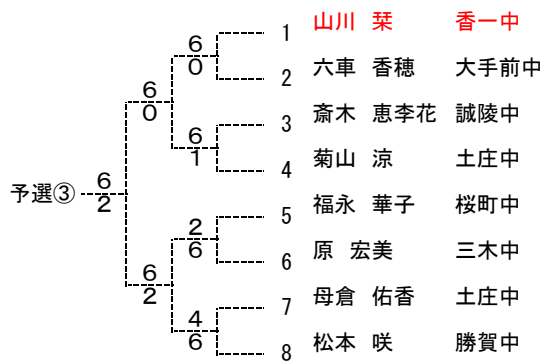 1 山川 栞 香一中
6
0
2 六車 香穂 大手前中
6
0
3 斎木 恵李花 誠陵中
6
1
4 菊山 涼 土庄中
予選③
6
2
5 福永 華子 桜町中
2
6
6 原 宏美 三木中
6
2
7 母倉 佑香 土庄中
4
6
8 松本 咲 勝賀中